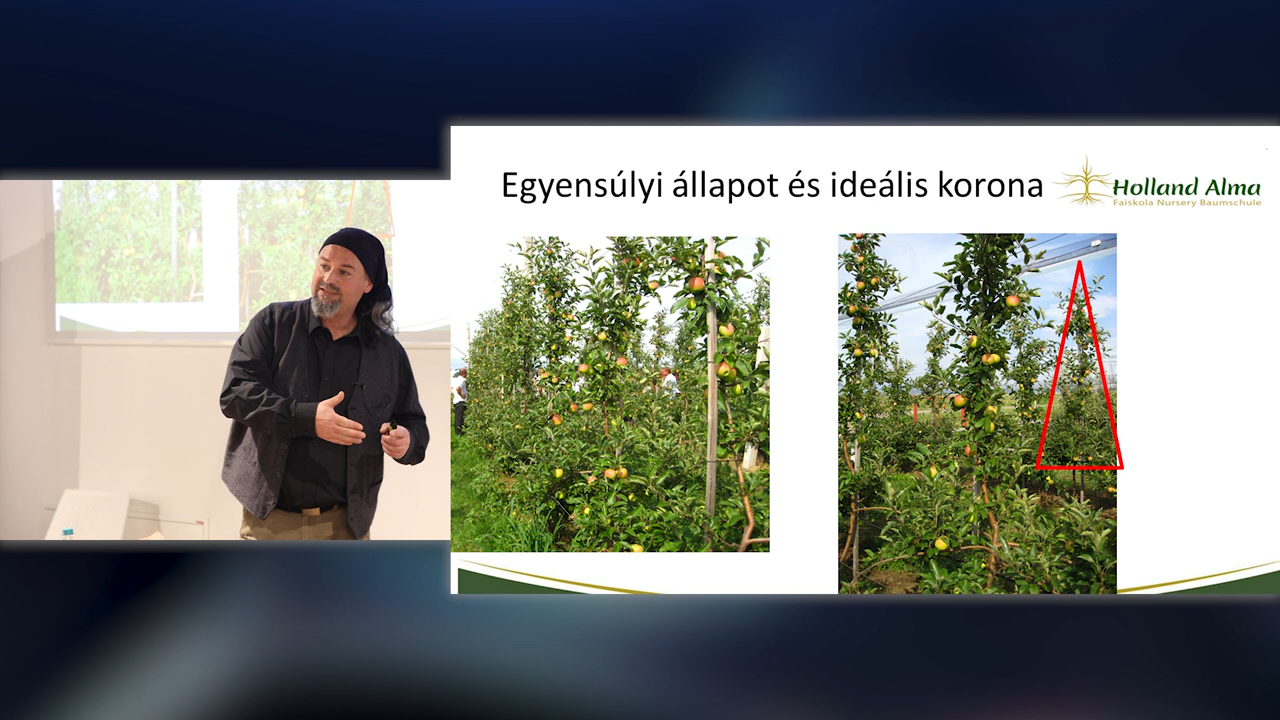 Egyensúlyi állapot és ideális korona
Holland Alma
Faiskola Nursery Baumschule